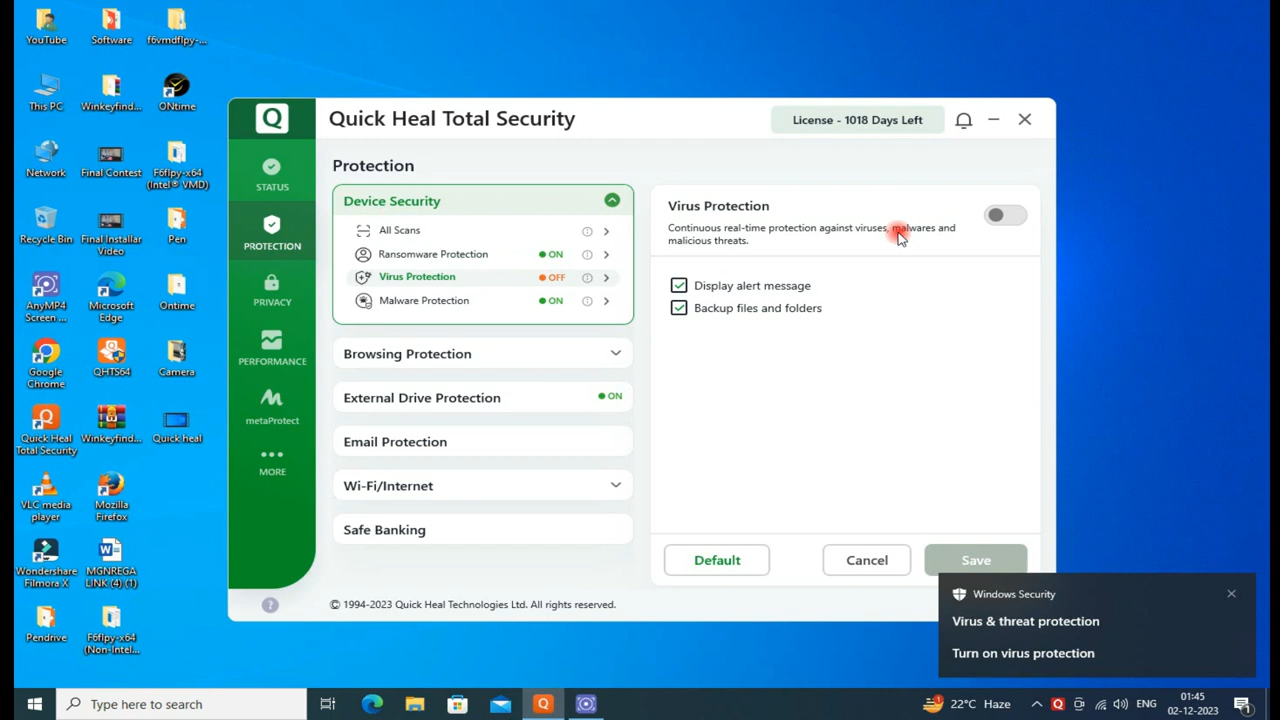 YouTube
Software
f6vmdflpy-...
This PC
Winkeyfind...
ONtime
Network
Final Contest
F6flpy-x64
(Intel® VMD)
Recycle Bin
Final Installar
Video
Pen
AnyMP4
Screen ...
Microsoft
Edge
Ontime
Google
Chrome
QHTS64
Camera
Quick Heal
Total Security
Winkeyfind...
Quick heal
VLC media
player
Mozilla
Firefox
Wondershare
Filmora X
MGNREGA
LINK (4) (1)
Pendrive
F6flpy-x64
(Non-Intel...
Q
Quick Heal Total Security
License - 1018 Days Left
STATUS
PROTECTION
PRIVACY
PERFORMANCE
metaProtect
MORE
Protection
Device Security
All Scans
Ransomware Protection ON
Virus Protection OFF
Malware Protection ON
Browsing Protection
External Drive Protection ON
Email Protection
Wi-Fi/Internet
Safe Banking
Virus Protection
Continuous real-time protection against viruses, malwares and
malicious threats.
Display alert message
Backup files and folders
Default
Cancel
Save
? © 1994-2023 Quick Heal Technologies Ltd. All rights reserved.
Windows Security
Virus & threat protection
Turn on virus protection
Type here to search
22°C Haze
ENG
01:45
02-12-2023
1